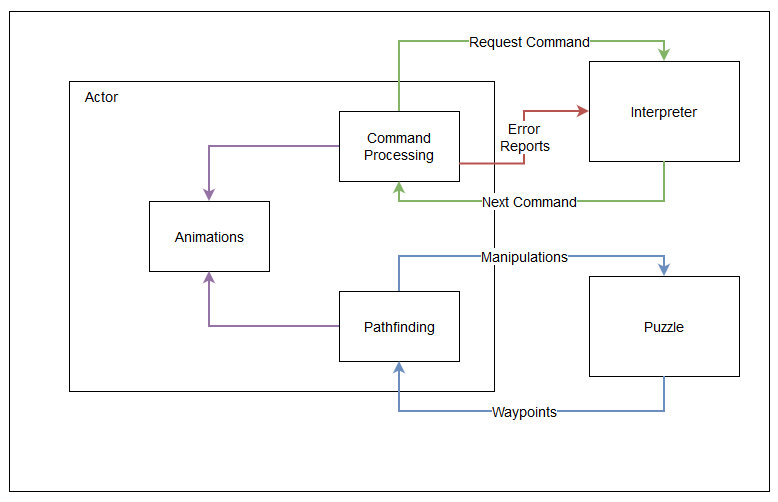 Request Command
Actor
Interpreter
Command
Processing
Error
Reports
Next Command
Animations
Manipulations
Pathfinding
Puzzle
Waypoints